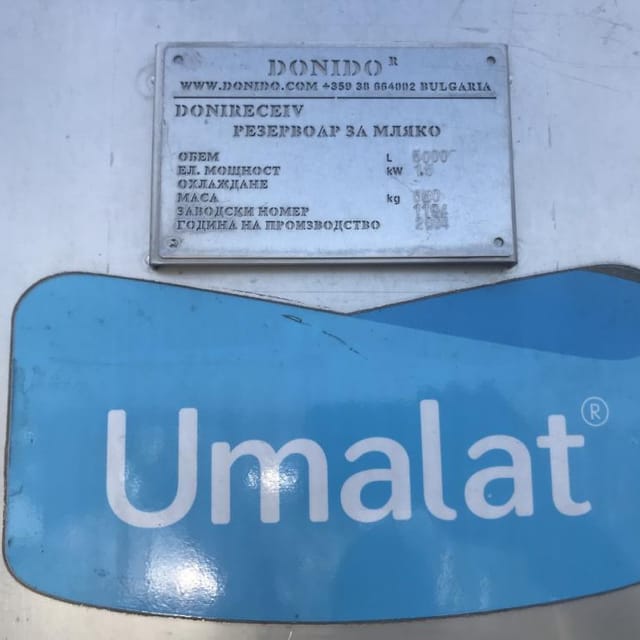 DONIDO R
WWW.DONIDO.COM +359 38 664992 BULGARIA
DONIRECEIV
РЕЗЕРВОАР ЗА МЛЯКО
ОБЕМ L 5000
ЕЛ. МОЩНОСТ kW
ОХЛАЖДАНЕ
МАСА kg
ЗАВОДСКИ НОМЕР
ГОДИНА НА ПРОИЗВОДСТВО
Umalat ®